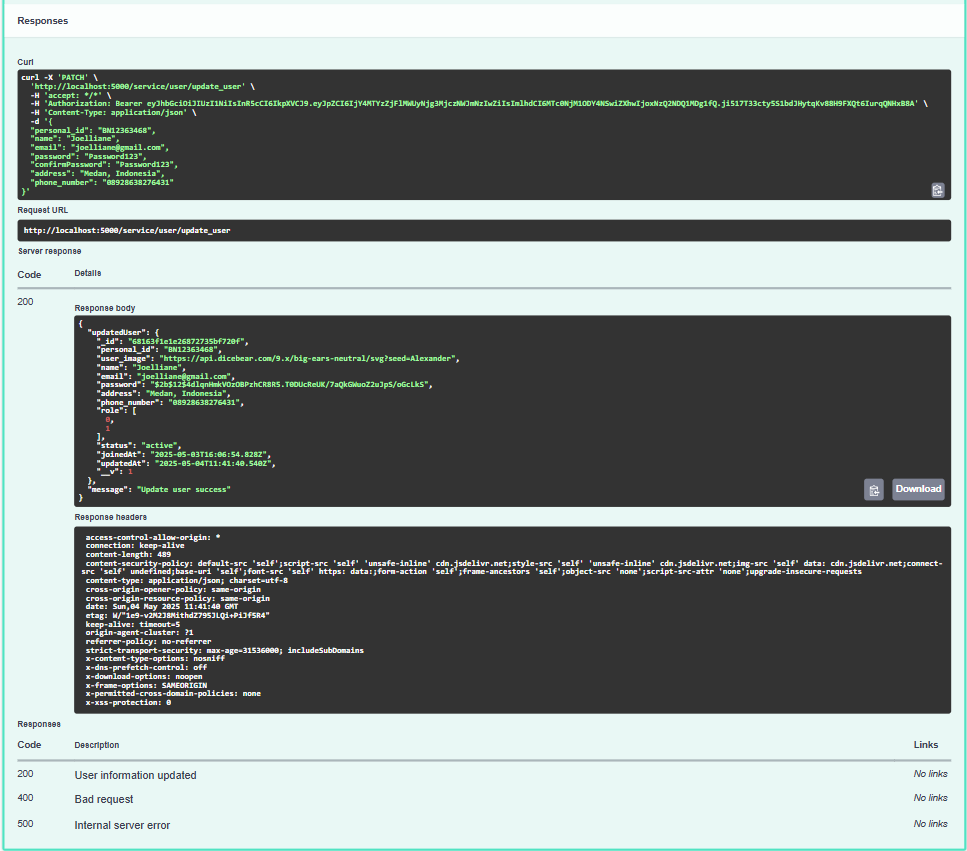 Responses
Curl
curl -X 'PATCH' \
'http://localhost:5000/service/user/update_user' \
-H 'accept: */*' \
-H 'Authorization: Bearer
-H 'Content-Type: application/json' \
-d '{
"personal_id": "BN12363468",
"name": "Joelliane",
"email": "joelliane@gmail.com",
"password": "Password123",
"confirmPassword": "Password123",
"address": "Medan, Indonesia",
"phone_number": "08928638276431"
}'
Request URL
http://localhost:5000/service/user/update_user
Server response
Code Details
200
Response body
{
"updatedUser": {
"_id": "68163f1e1e26872735bf720f",
"personal_id": "BN12363468",
"user_image": "https://api.dicebear.com/9.x/big-ears-neutral/svg?seed=Alexander",
"name": "Joelliane",
"email": "joelliane@gmail.com",
"password":
"address": "Medan, Indonesia",
"phone_number": "08928638276431",
"role": [
0,
1
],
"status": "active",
"joinedAt": "2025-05-03T16:06:54.828Z",
"updatedAt": "2025-05-04T11:41:40.540Z",
"__v": 1
},
"message": "Update user success"
}
Download
Response headers
access-control-allow-origin: *
connection: keep-alive
content-length: 489
content-security-policy: default-src 'self';script-src 'self' 'unsafe-inline' cdn.jsdelivr.net;style-src 'self' 'unsafe-inline' cdn.jsdelivr.net;img-src 'self' data: cdn.jsdelivr.net;connect-
src 'self' undefined;base-uri 'self';font-src 'self' https: data:;form-action 'self';frame-ancestors 'self';object-src 'none';script-src-attr 'none';upgrade-insecure-requests
content-type: application/json; charset=utf-8
cross-origin-opener-policy: same-origin
cross-origin-resource-policy: same-origin
date: Sun,04 May 2025 11:41:40 GMT
etag: W/"1e9-v2M2J8MithdZ795JLQi+PiJf5R4"
keep-alive: timeout=5
origin-agent-cluster: ?1
referrer-policy: no-referrer
strict-transport-security: max-age=31536000; includeSubDomains
x-content-type-options: nosniff
x-dns-prefetch-control: off
x-download-options: noopen
x-frame-options: SAMEORIGIN
x-permitted-cross-domain-policies: none
x-xss-protection: 0
Responses
Code Description Links
200 User information updated No links
400 Bad request No links
500 Internal server error No links